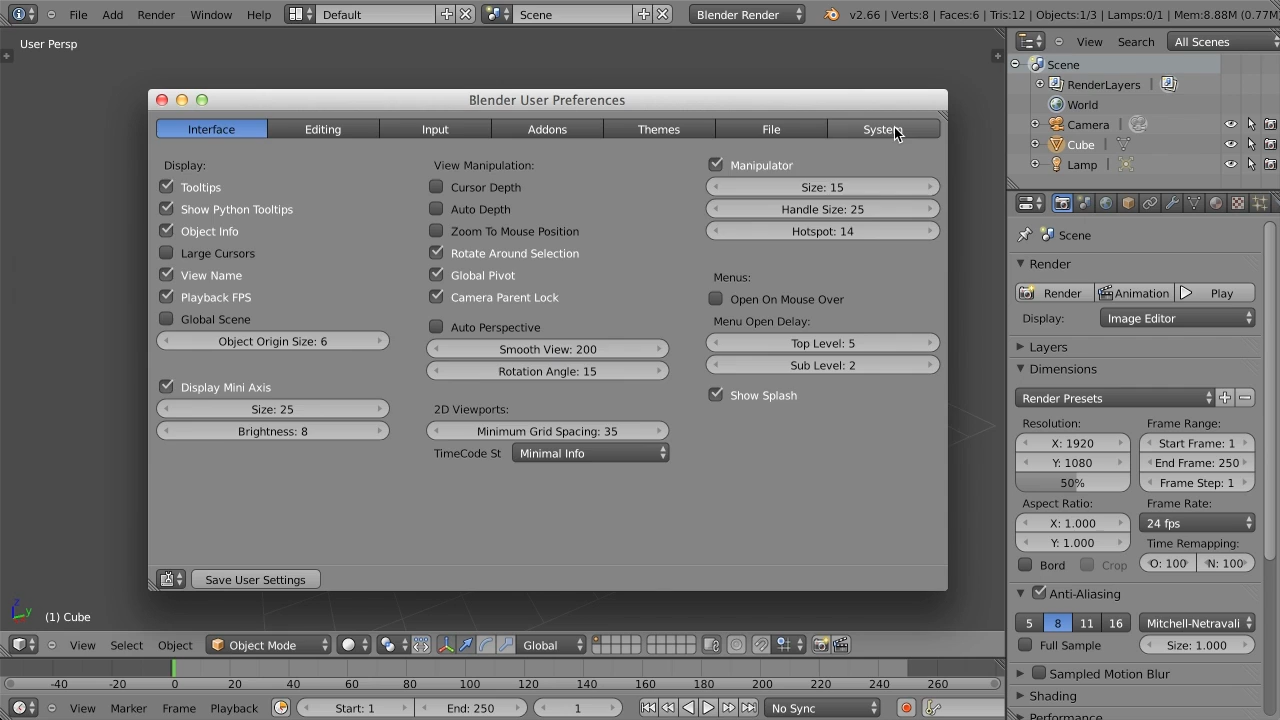 File Add Render Window Help Default Scene Blender Render v2.66 | Verts:8 | Faces:6 | Tris:12 | Objects:1/3 | Lamps:0/1 | Mem:8.88M (0.77M
User Persp
View Search All Scenes
Scene
RenderLayers
World
Camera
Cube
Lamp
Blender User Preferences
Interface Editing Input Addons Themes File System
Display:
Tooltips
Show Python Tooltips
Object Info
Large Cursors
View Name
Playback FPS
Global Scene
Object Origin Size: 6
Display Mini Axis
Size: 25
Brightness: 8
View Manipulation:
Cursor Depth
Auto Depth
Zoom To Mouse Position
Rotate Around Selection
Global Pivot
Camera Parent Lock
Auto Perspective
Smooth View: 200
Rotation Angle: 15
2D Viewports:
Minimum Grid Spacing: 35
TimeCode St Minimal Info
Manipulator
Size: 15
Handle Size: 25
Hotspot: 14
Menus:
Open On Mouse Over
Menu Open Delay:
Top Level: 5
Sub Level: 2
Show Splash
Save User Settings
Scene
Render
Render Animation Play
Display: Image Editor
Layers
Dimensions
Render Presets
Resolution: Frame Range:
X: 1920 Start Frame: 1
Y: 1080 End Frame: 250
50% Frame Step: 1
Aspect Ratio: Frame Rate:
X: 1.000 24 fps
Y: 1.000 Time Remapping:
Bord Crop O: 100 N: 100
Anti-Aliasing
5 8 11 16 Mitchell-Netravali
Full Sample Size: 1.000
Sampled Motion Blur
Shading
Performance
z y
(1) Cube
View Select Object Object Mode Global
-40 -20 0 20 40 60 80 100 120 140 160 180 200 220 240 260
View Marker Frame Playback Start: 1 End: 250 1 No Sync